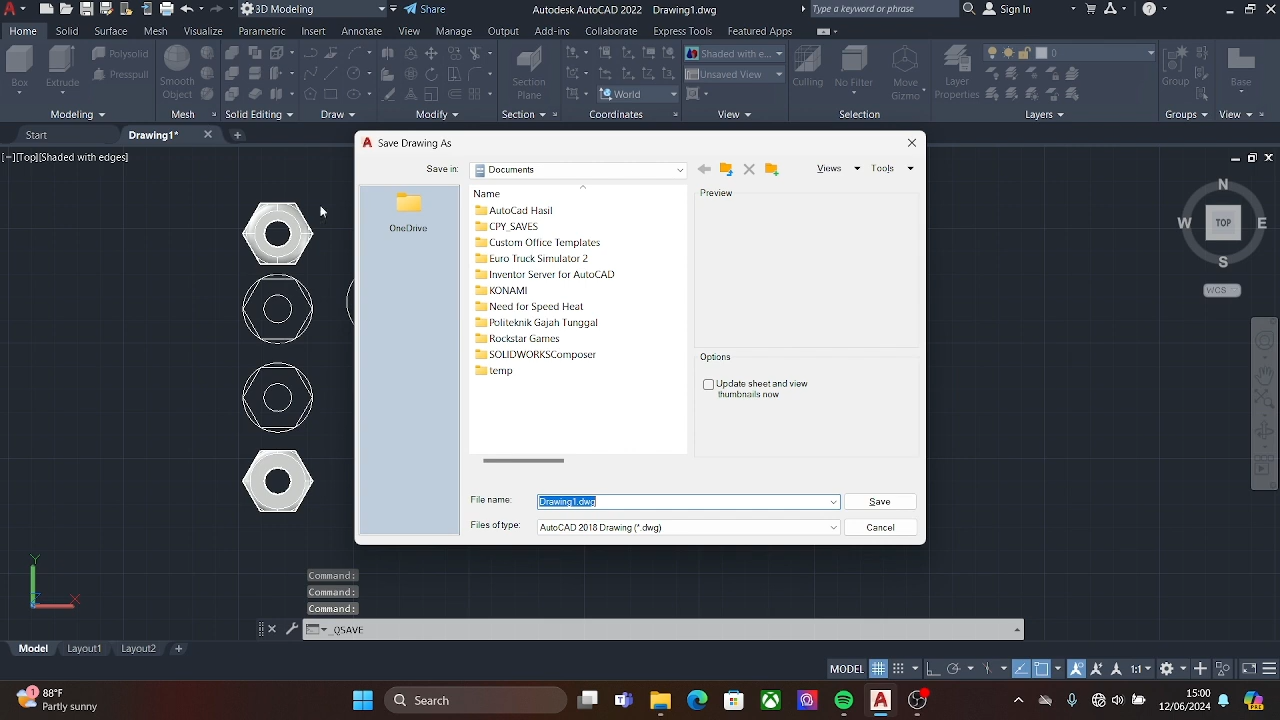 3D Modeling Share Autodesk AutoCAD 2022 Drawing1.dwg Type a keyword or phrase Sign In
Home Solid Surface Mesh Visualize Parametric Insert Annotate View Manage Output Add-ins Collaborate Express Tools Featured Apps
Polysolid Shaded with e... 0
Presspull Unsaved View
Box Extrude Smooth Object Section Plane World Culling No Filter Move Gizmo Layer Properties Group Base
Modeling Mesh Solid Editing Draw Modify Section Coordinates View Selection Layers Groups View
Start Drawing1*
[−][Top][Shaded with edges]
Save Drawing As
Save in: Documents Views Tools
OneDrive
Name
AutoCad Hasil
CPY_SAVES
Custom Office Templates
Euro Truck Simulator 2
Inventor Server for AutoCAD
KONAMI
Need for Speed Heat
Politeknik Gajah Tunggal
Rockstar Games
SOLIDWORKSComposer
temp
Preview
Options
Update sheet and view
thumbnails now
File name: Drawing1.dwg Save
Files of type: AutoCAD 2018 Drawing (*.dwg) Cancel
N
W TOP E
S
WCS
Y
X
Command:
Command:
Command:
_QSAVE
Model Layout1 Layout2
MODEL 1:1
1 88°F
Partly sunny
Search
15:00
12/06/2024